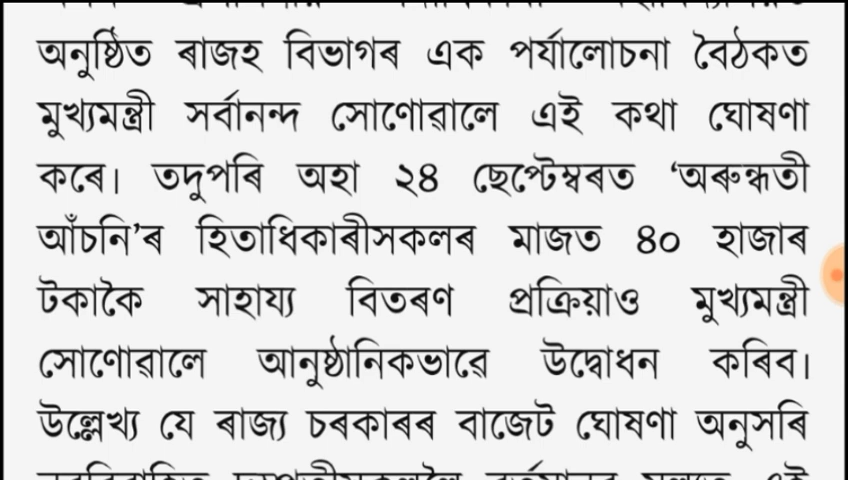 অনুষ্ঠিত ৰাজহ বিভাগৰ এক পৰ্যালোচনা বৈঠকত
মুখ্যমন্ত্ৰী সৰ্বানন্দ সোণোৱালে এই কথা ঘোষণা
কৰে। তদুপৰি অহা ২৪ ছেপ্টেম্বৰত ‘অৰুন্ধতী
আঁচনি’ৰ হিতাধিকাৰীসকলৰ মাজত ৪০ হাজাৰ
টকাকৈ সাহায্য বিতৰণ প্ৰক্ৰিয়াও মুখ্যমন্ত্ৰী
সোণোৱালে আনুষ্ঠানিকভাৱে উদ্বোধন কৰিব।
উল্লেখ্য যে ৰাজ্য চৰকাৰৰ বাজেট ঘোষণা অনুসৰি